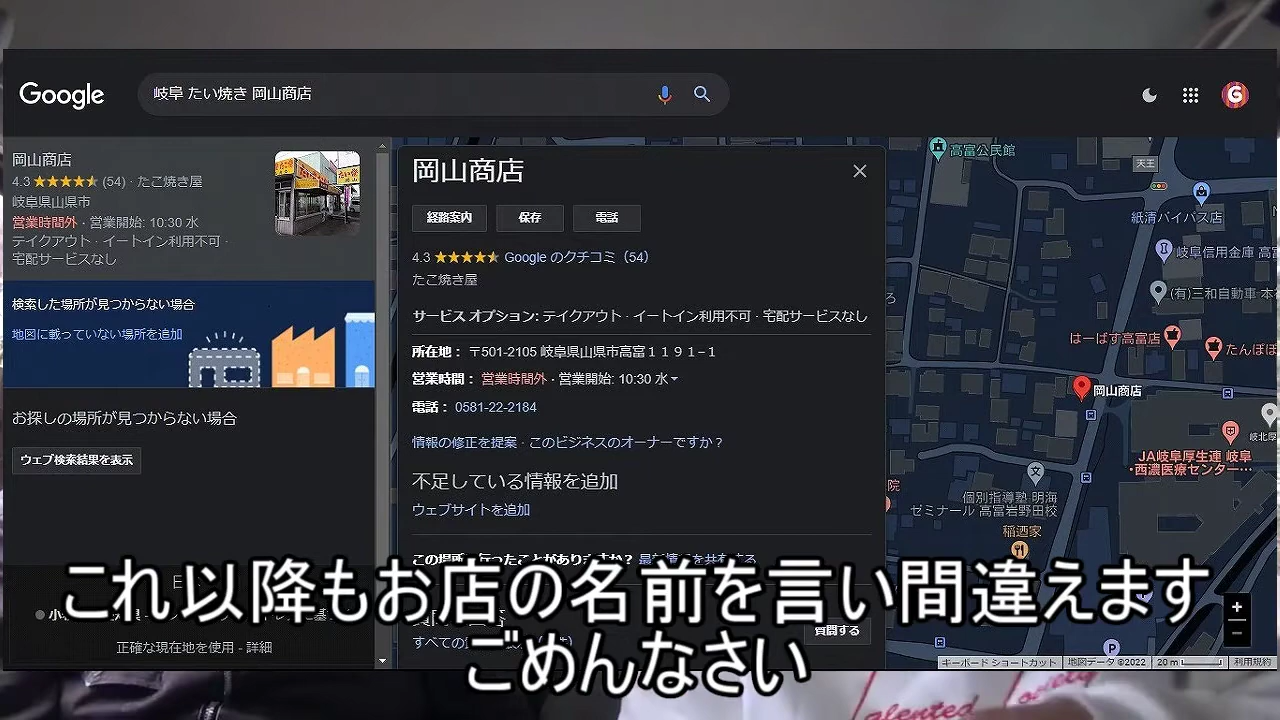 Google
岐阜 たい焼き 岡山商店
岡山商店
4.3 (54) · たこ焼き屋
岐阜県山県市
営業時間外 · 営業開始: 10:30 水
テイクアウト · イートイン利用不可 ·
宅配サービスなし
検索した場所が見つからない場合
地図に載っていない場所を追加
お探しの場所が見つからない場合
ウェブ検索結果を表示
正確な現在地を使用 - 詳細
岡山商店
経路案内 保存 電話
4.3 Google のクチコミ（54）
たこ焼き屋
サービス オプション: テイクアウト · イートイン利用不可 · 宅配サービスなし
所在地： 〒501-2105 岐阜県山県市高富１１９１−１
営業時間： 営業時間外 · 営業開始: 10:30 水
電話： 0581-22-2184
情報の修正を提案 · このビジネスのオーナーですか？
不足している情報を追加
ウェブサイトを追加
質問する
すべての
高富公民館
天王
紙清バイパス店
岐阜信用金庫 高
(有)三和自動車 本
はーばす高富店
たんぽぽ
岡山商店
岐北厚
JA岐阜厚生連 岐阜
・西濃医療センター…
院
個別指導塾 明海
ゼミナール 高富岩野田校
稲酒家
キーボード ショートカット 地図データ ©2022 20 m 利用規約
これ以降もお店の名前を言い間違えます
ごめんなさい